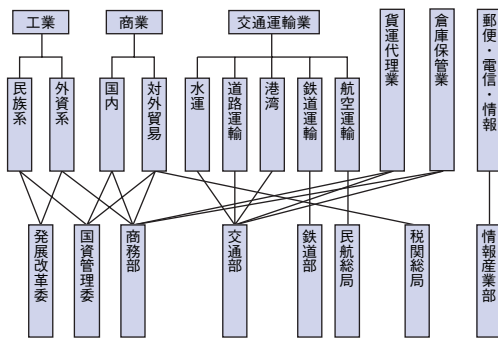 工業
商業
交通運輸業
貨運代理業
倉庫保管業
郵便・電信・情報
民族系
外資系
国内
対外貿易
水運
道路運輸
港湾
鉄道運輸
航空運輸
発展改革委
国資管理委
商務部
交通部
鉄道部
民航総局
税関総局
情報産業部